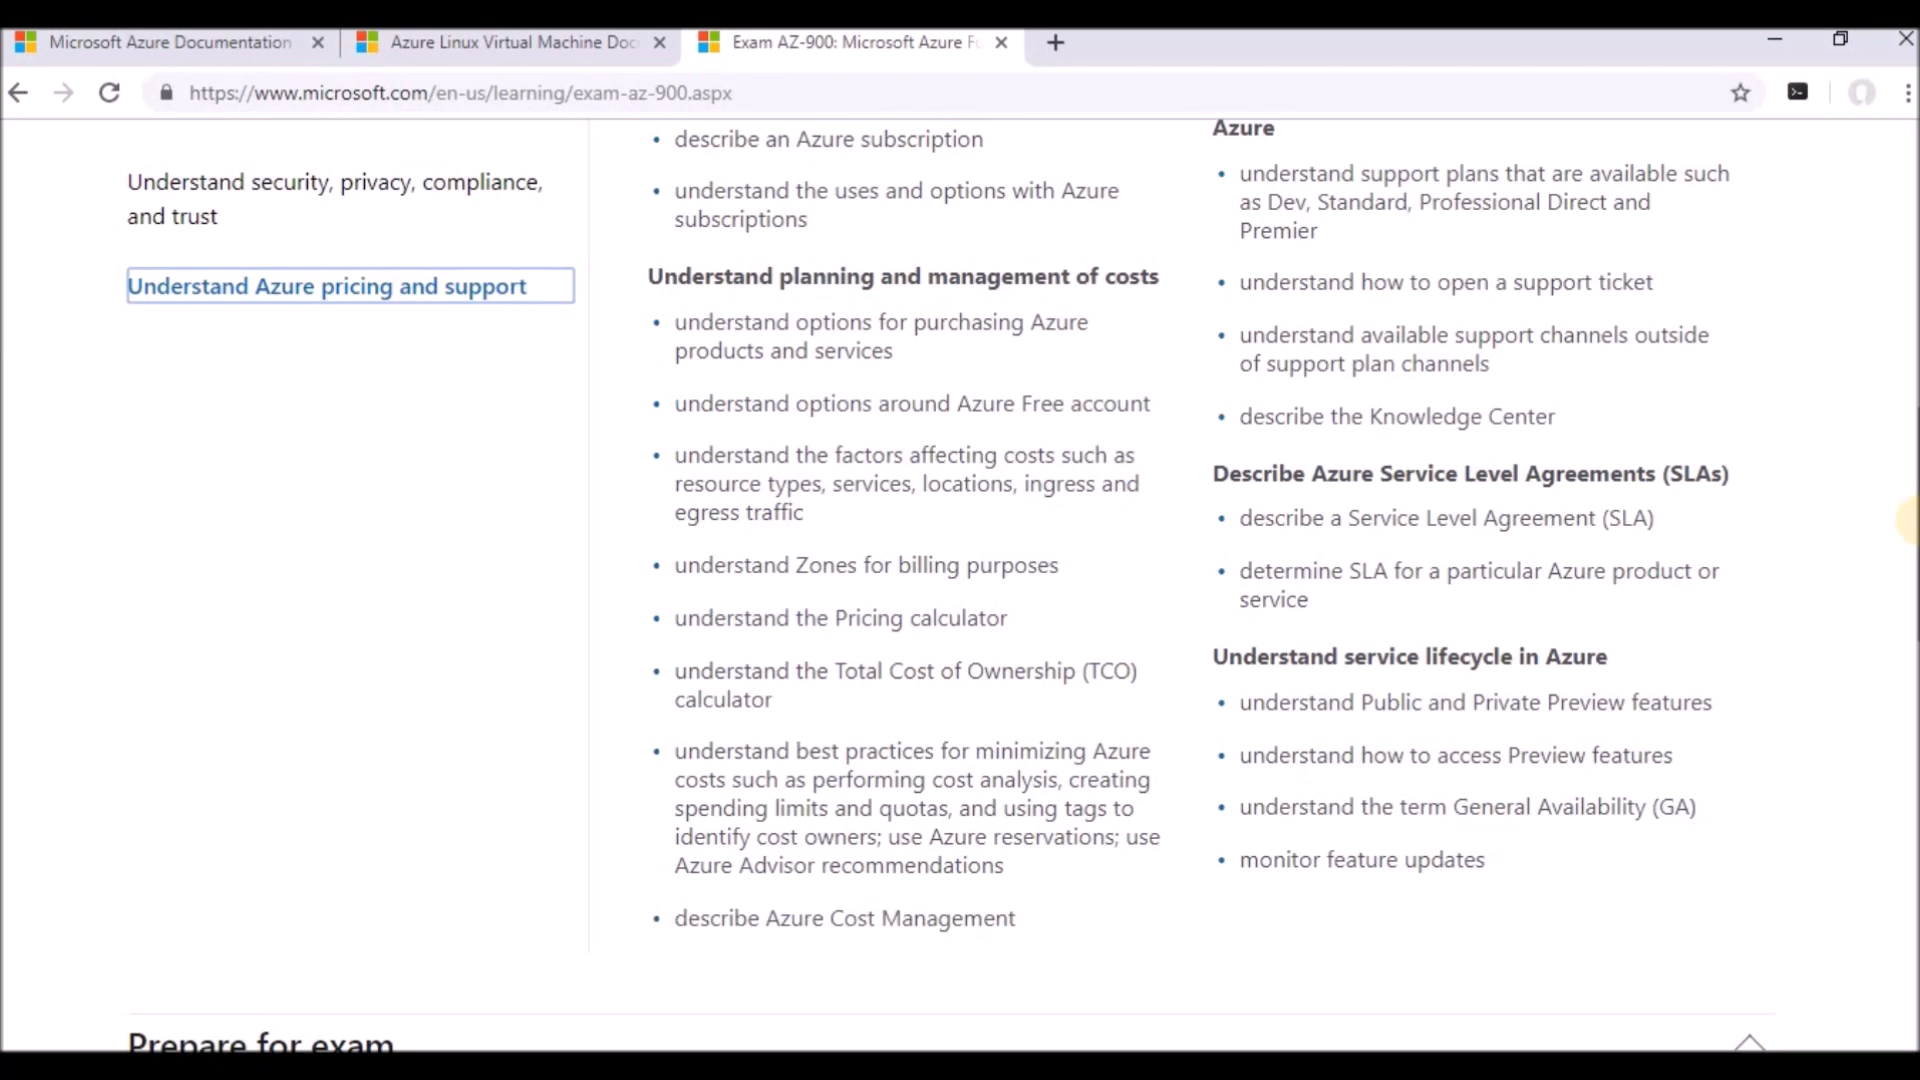 Microsoft Azure Documentation
Azure Linux Virtual Machine Doc
Exam AZ-900: Microsoft Azure Fu
https://www.microsoft.com/en-us/learning/exam-az-900.aspx
Understand security, privacy, compliance,
and trust
Understand Azure pricing and support
• describe an Azure subscription
• understand the uses and options with Azure
subscriptions
Understand planning and management of costs
• understand options for purchasing Azure
products and services
• understand options around Azure Free account
• understand the factors affecting costs such as
resource types, services, locations, ingress and
egress traffic
• understand Zones for billing purposes
• understand the Pricing calculator
• understand the Total Cost of Ownership (TCO)
calculator
• understand best practices for minimizing Azure
costs such as performing cost analysis, creating
spending limits and quotas, and using tags to
identify cost owners; use Azure reservations; use
Azure Advisor recommendations
• describe Azure Cost Management
Azure
• understand support plans that are available such
as Dev, Standard, Professional Direct and
Premier
• understand how to open a support ticket
• understand available support channels outside
of support plan channels
• describe the Knowledge Center
Describe Azure Service Level Agreements (SLAs)
• describe a Service Level Agreement (SLA)
• determine SLA for a particular Azure product or
service
Understand service lifecycle in Azure
• understand Public and Private Preview features
• understand how to access Preview features
• understand the term General Availability (GA)
• monitor feature updates
Prepare for exam